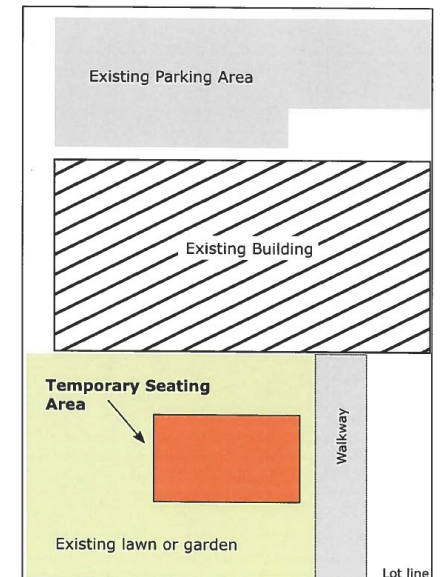 Existing Parking Area
Existing Building
Temporary Seating
Area
Walkway
Existing lawn or garden
Lot line